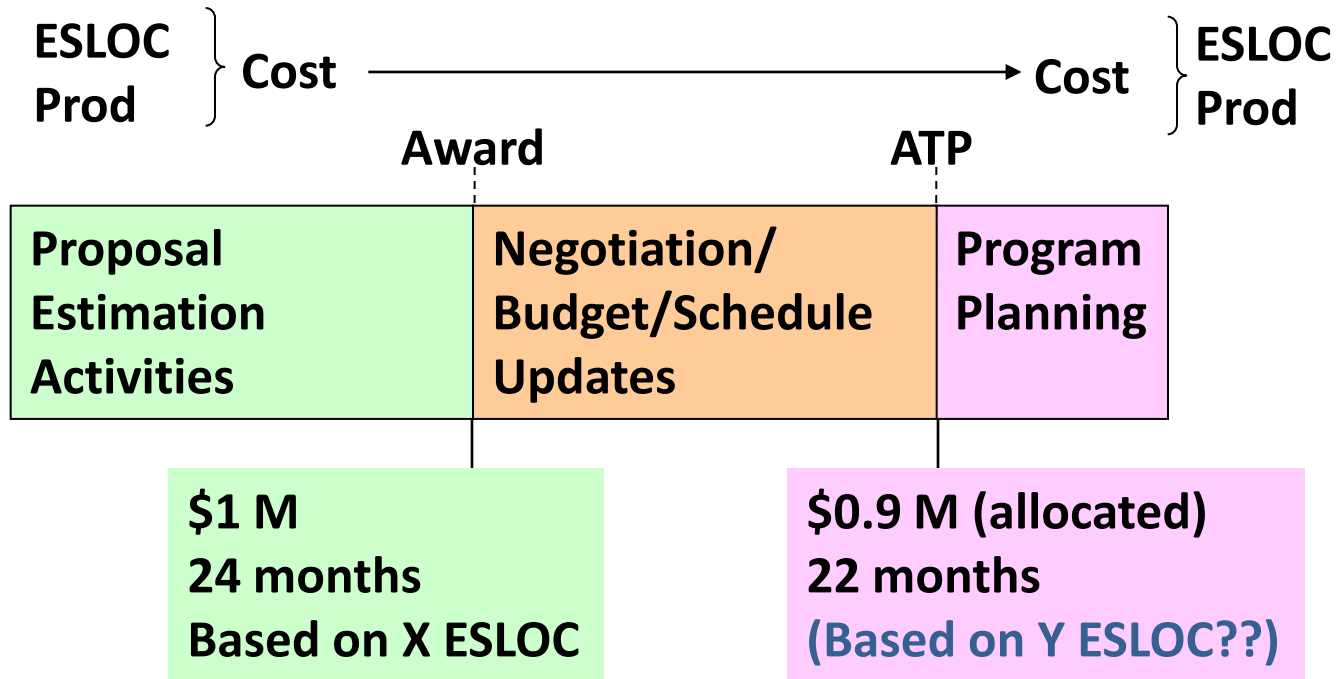 ESLOC
Prod
Cost
Cost
ESLOC
Prod
Award
ATP
Proposal
Estimation
Activities
Negotiation/
Budget/Schedule
Updates
Program
Planning
$1 M
24 months
Based on X ESLOC
$0.9 M (allocated)
22 months
(Based on Y ESLOC??)